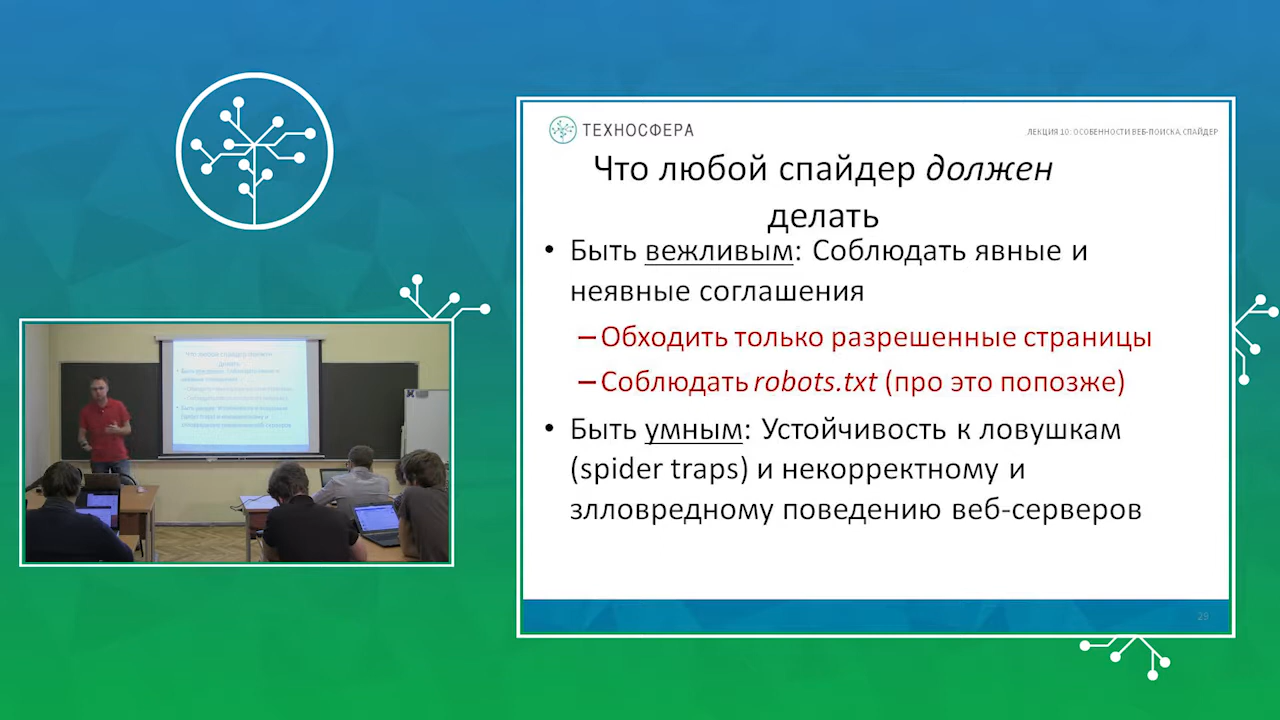 ТЕХНОСФЕРА
ЛЕКЦИЯ 10: ОСОБЕННОСТИ ВЕБ-ПОИСКА, СПАЙДЕР
Что любой спайдер должен
делать
• Быть вежливым: Соблюдать явные и
неявные соглашения
– Обходить только разрешенные страницы
– Соблюдать robots.txt (про это попозже)
• Быть умным: Устойчивость к ловушкам
(spider traps) и некорректному и
злловредному поведению веб-серверов
29